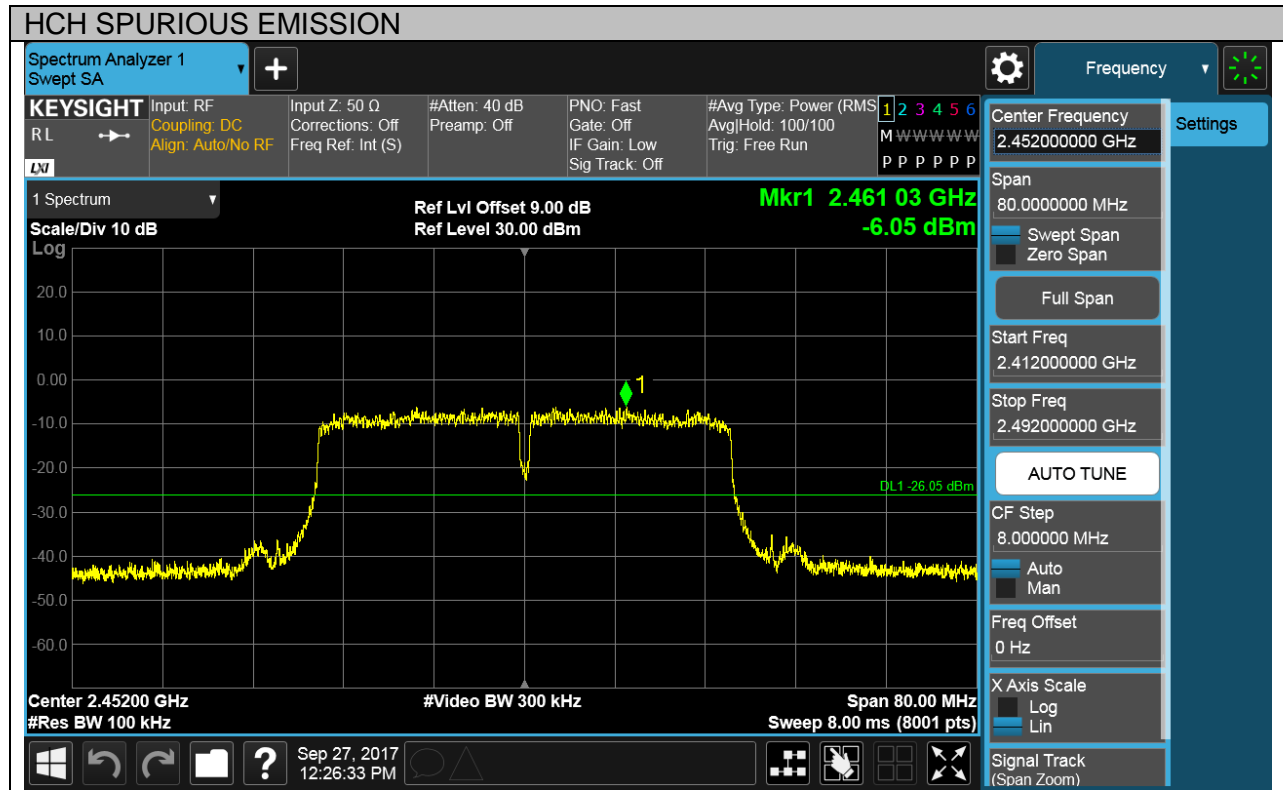 HCH SPURIOUS EMISSION
Spectrum Analyzer 1
Swept SA
Frequency
KEYSIGHT
RL
LXI
Input: RF
Coupling: DC
Align: Auto/No RF
Input Z: 50 Ω
Corrections: Off
Freq Ref: Int (S)
#Atten: 40 dB
Preamp: Off
PNO: Fast
Gate: Off
IF Gain: Low
Sig Track: Off
#Avg Type: Power (RMS
Avg|Hold: 100/100
Trig: Free Run
1 2 3 4 5 6
M W W W W W
P P P P P P
1 Spectrum
Scale/Div 10 dB
Log
Ref Lvl Offset 9.00 dB
Ref Level 30.00 dBm
Mkr1 2.461 03 GHz
-6.05 dBm
20.0
10.0
0.00
-10.0
-20.0
-30.0
-40.0
-50.0
-60.0
1
DL1 -26.05 dBm
Center 2.45200 GHz
#Res BW 100 kHz
#Video BW 300 kHz
Span 80.00 MHz
Sweep 8.00 ms (8001 pts)
Center Frequency
2.452000000 GHz
Settings
Span
80.0000000 MHz
Swept Span
Zero Span
Full Span
Start Freq
2.412000000 GHz
Stop Freq
2.492000000 GHz
AUTO TUNE
CF Step
8.000000 MHz
Auto
Man
Freq Offset
0 Hz
X Axis Scale
Log
Lin
Signal Track
(Span Zoom)
?
Sep 27, 2017
12:26:33 PM